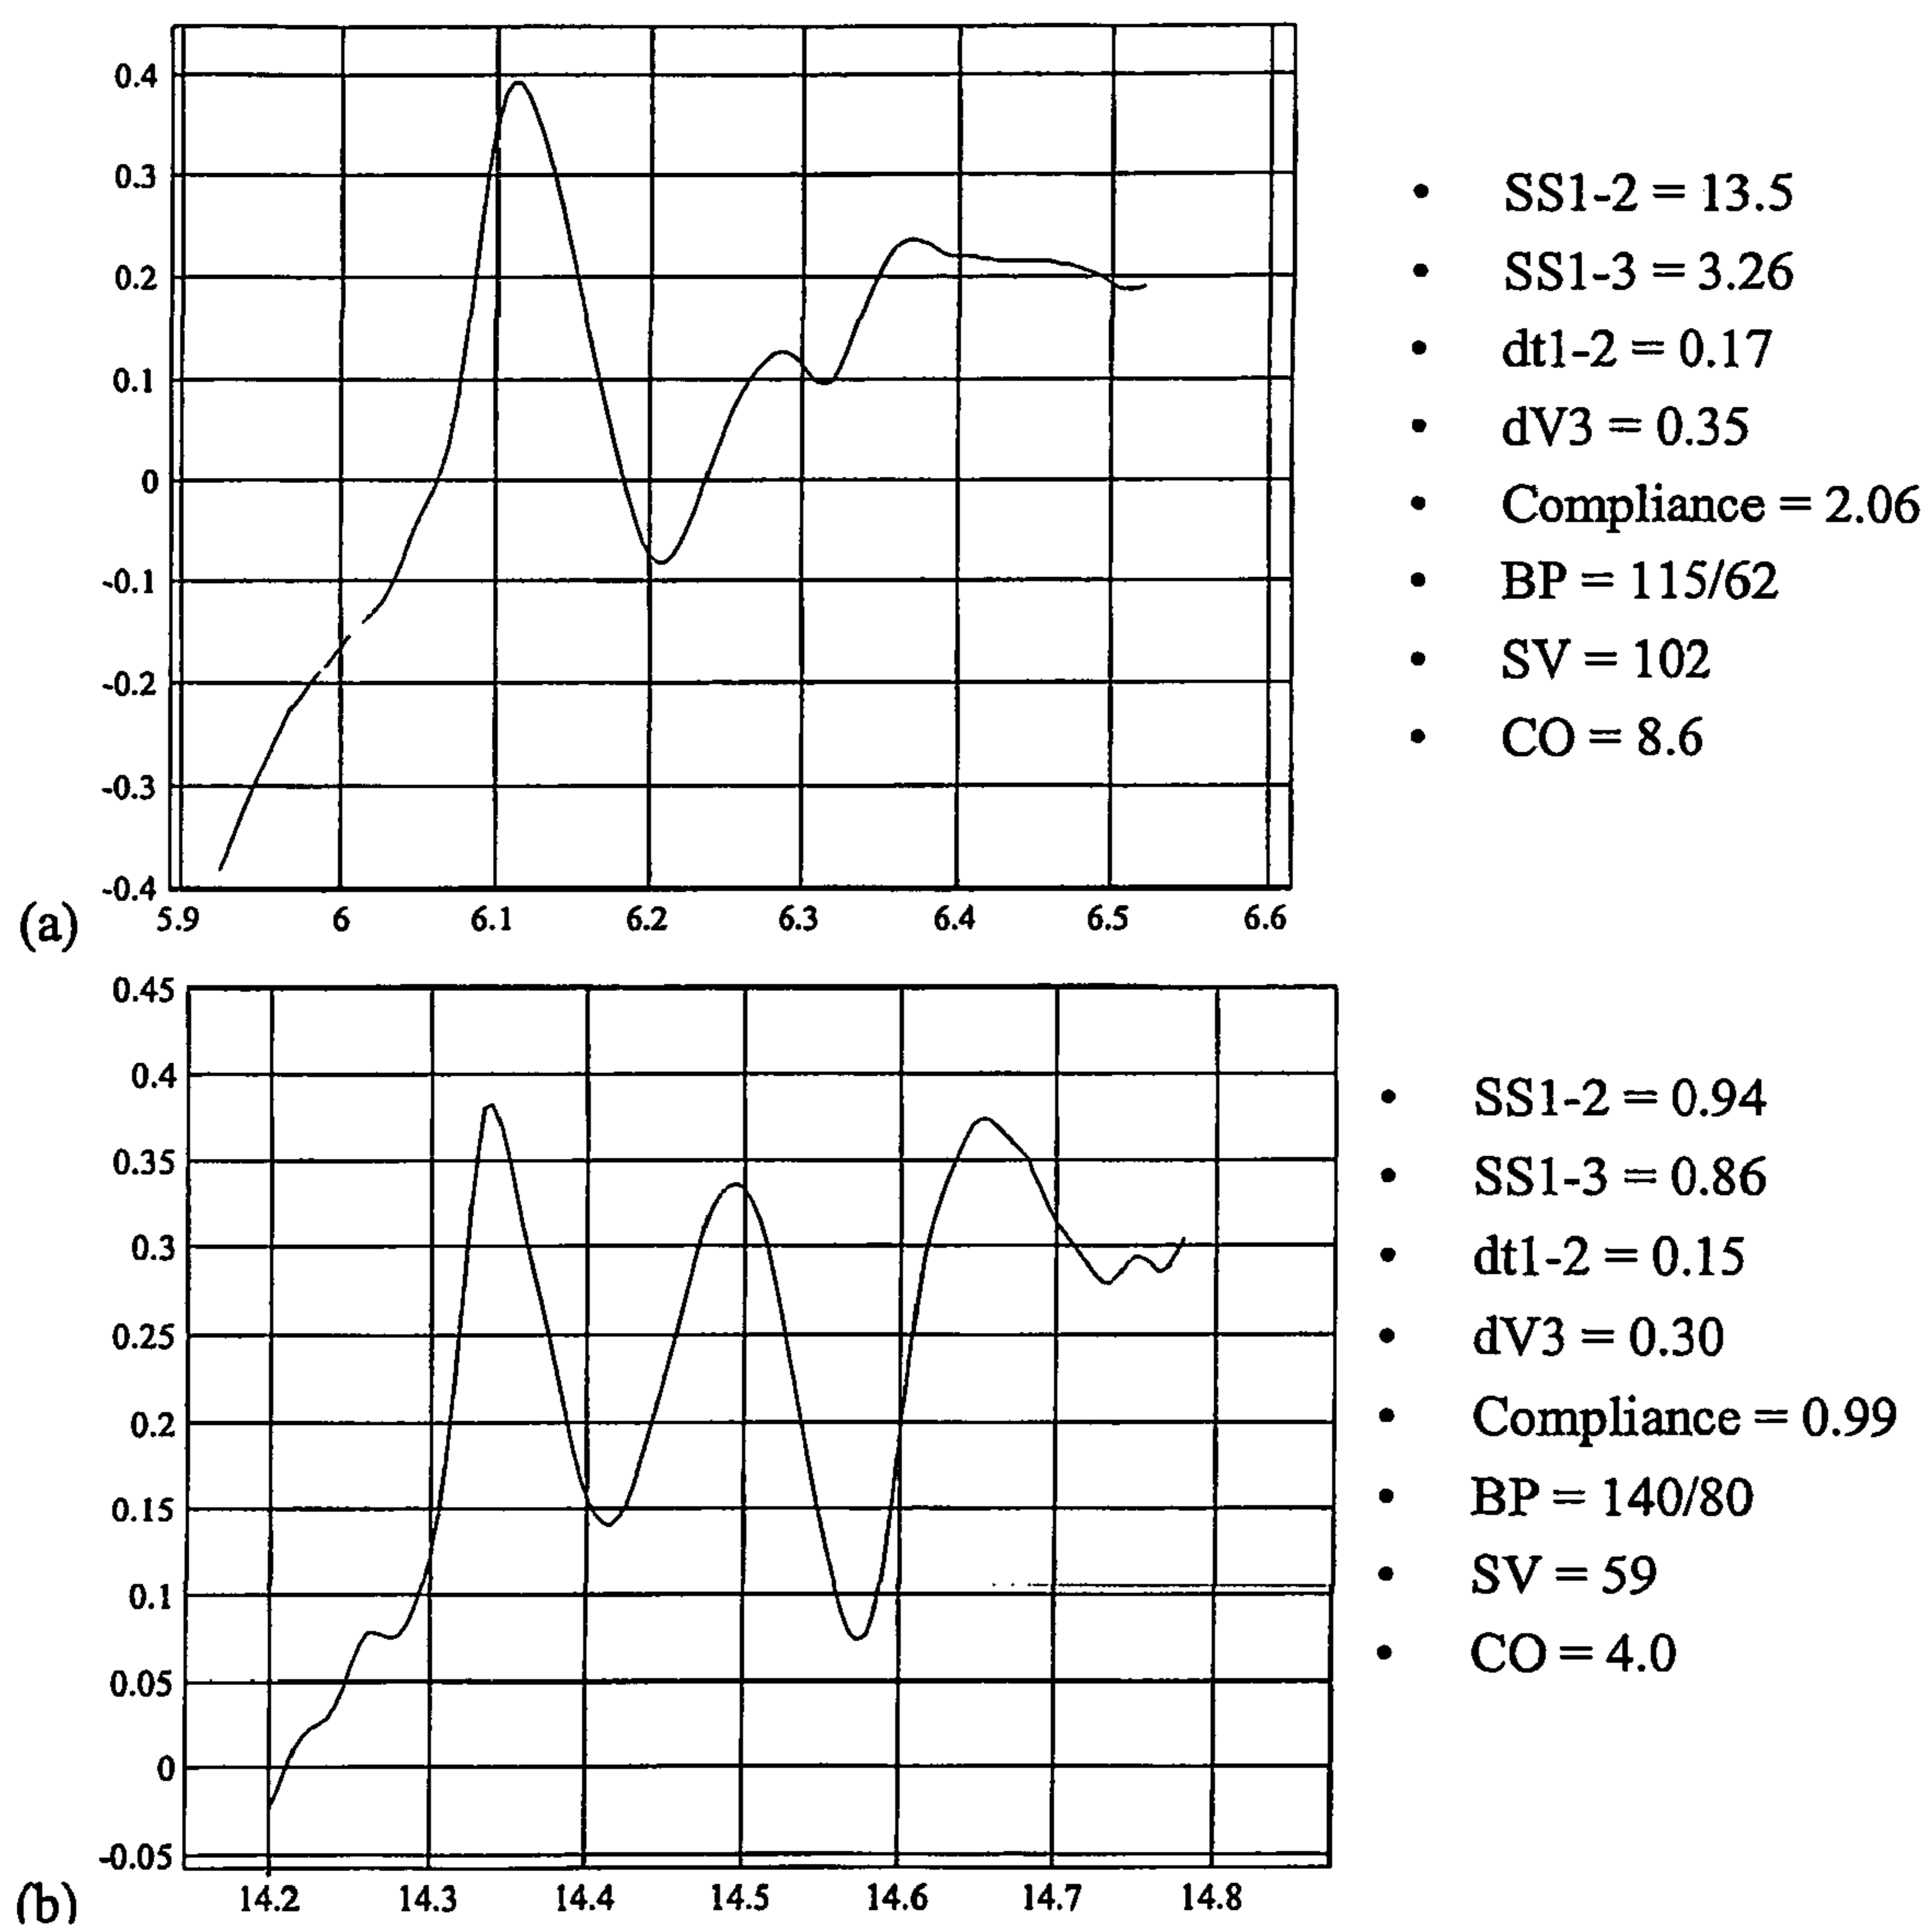 0.4
0.3
0.2
0.1
0
-0.1
-0.2
-0.3
-0.4
5.9 6 6.1 6.2 6.3 6.4 6.5 6.6
(a)
• SS1-2 = 13.5
• SS1-3 = 3.26
• dt1-2 = 0.17
• dV3 = 0.35
• Compliance = 2.06
• BP = 115/62
• SV = 102
• CO = 8.6
0.45
0.4
0.35
0.3
0.25
0.2
0.15
0.1
0.05
0
-0.05
14.2 14.3 14.4 14.5 14.6 14.7 14.8
(b)
• SS1-2 = 0.94
• SS1-3 = 0.86
• dt1-2 = 0.15
• dV3 = 0.30
• Compliance = 0.99
• BP = 140/80
• SV = 59
• CO = 4.0